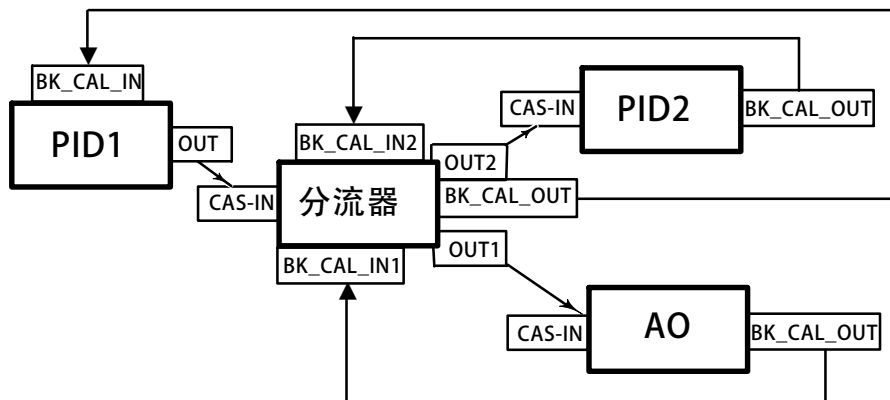 BK_CAL_IN
PID1
OUT
CAS-IN
BK_CAL_IN2
分流器
BK_CAL_IN1
OUT2
BK_CAL_OUT
OUT1
CAS-IN
PID2
BK_CAL_OUT
CAS-IN
AO
BK_CAL_OUT